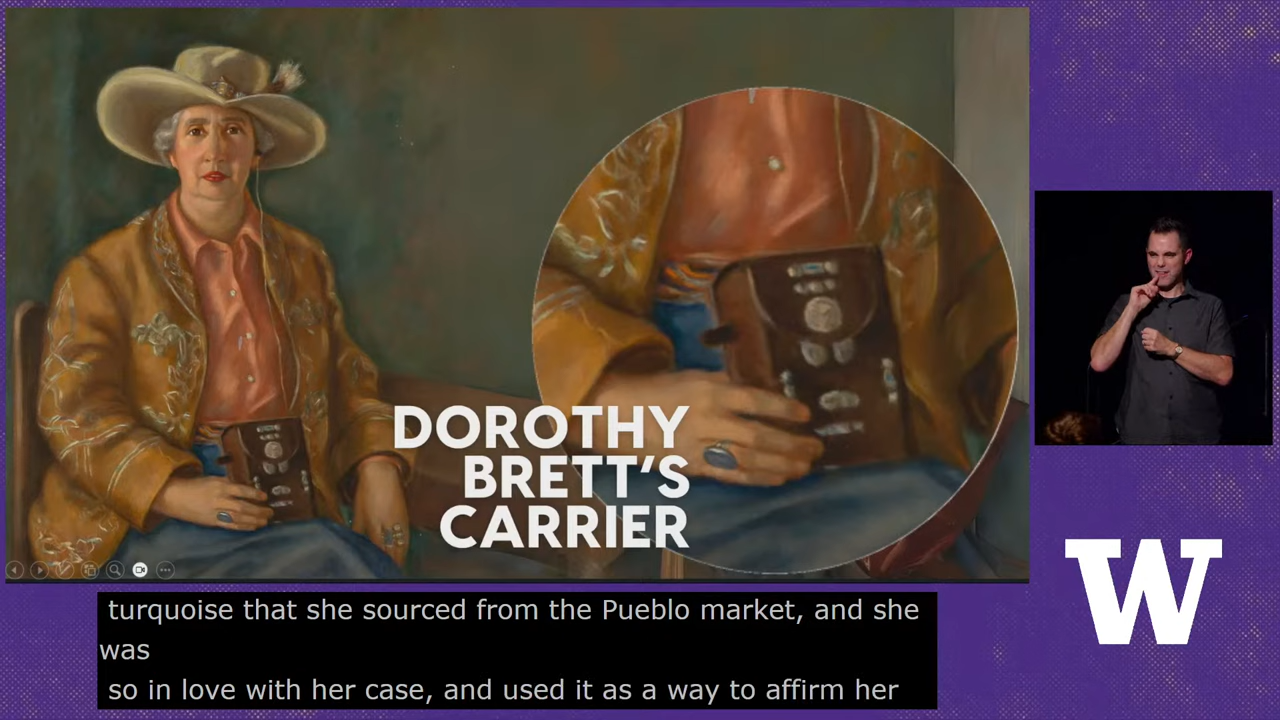 DOROTHY
BRETT'S
CARRIER
W
turquoise that she sourced from the Pueblo market, and she
was
so in love with her case, and used it as a way to affirm her